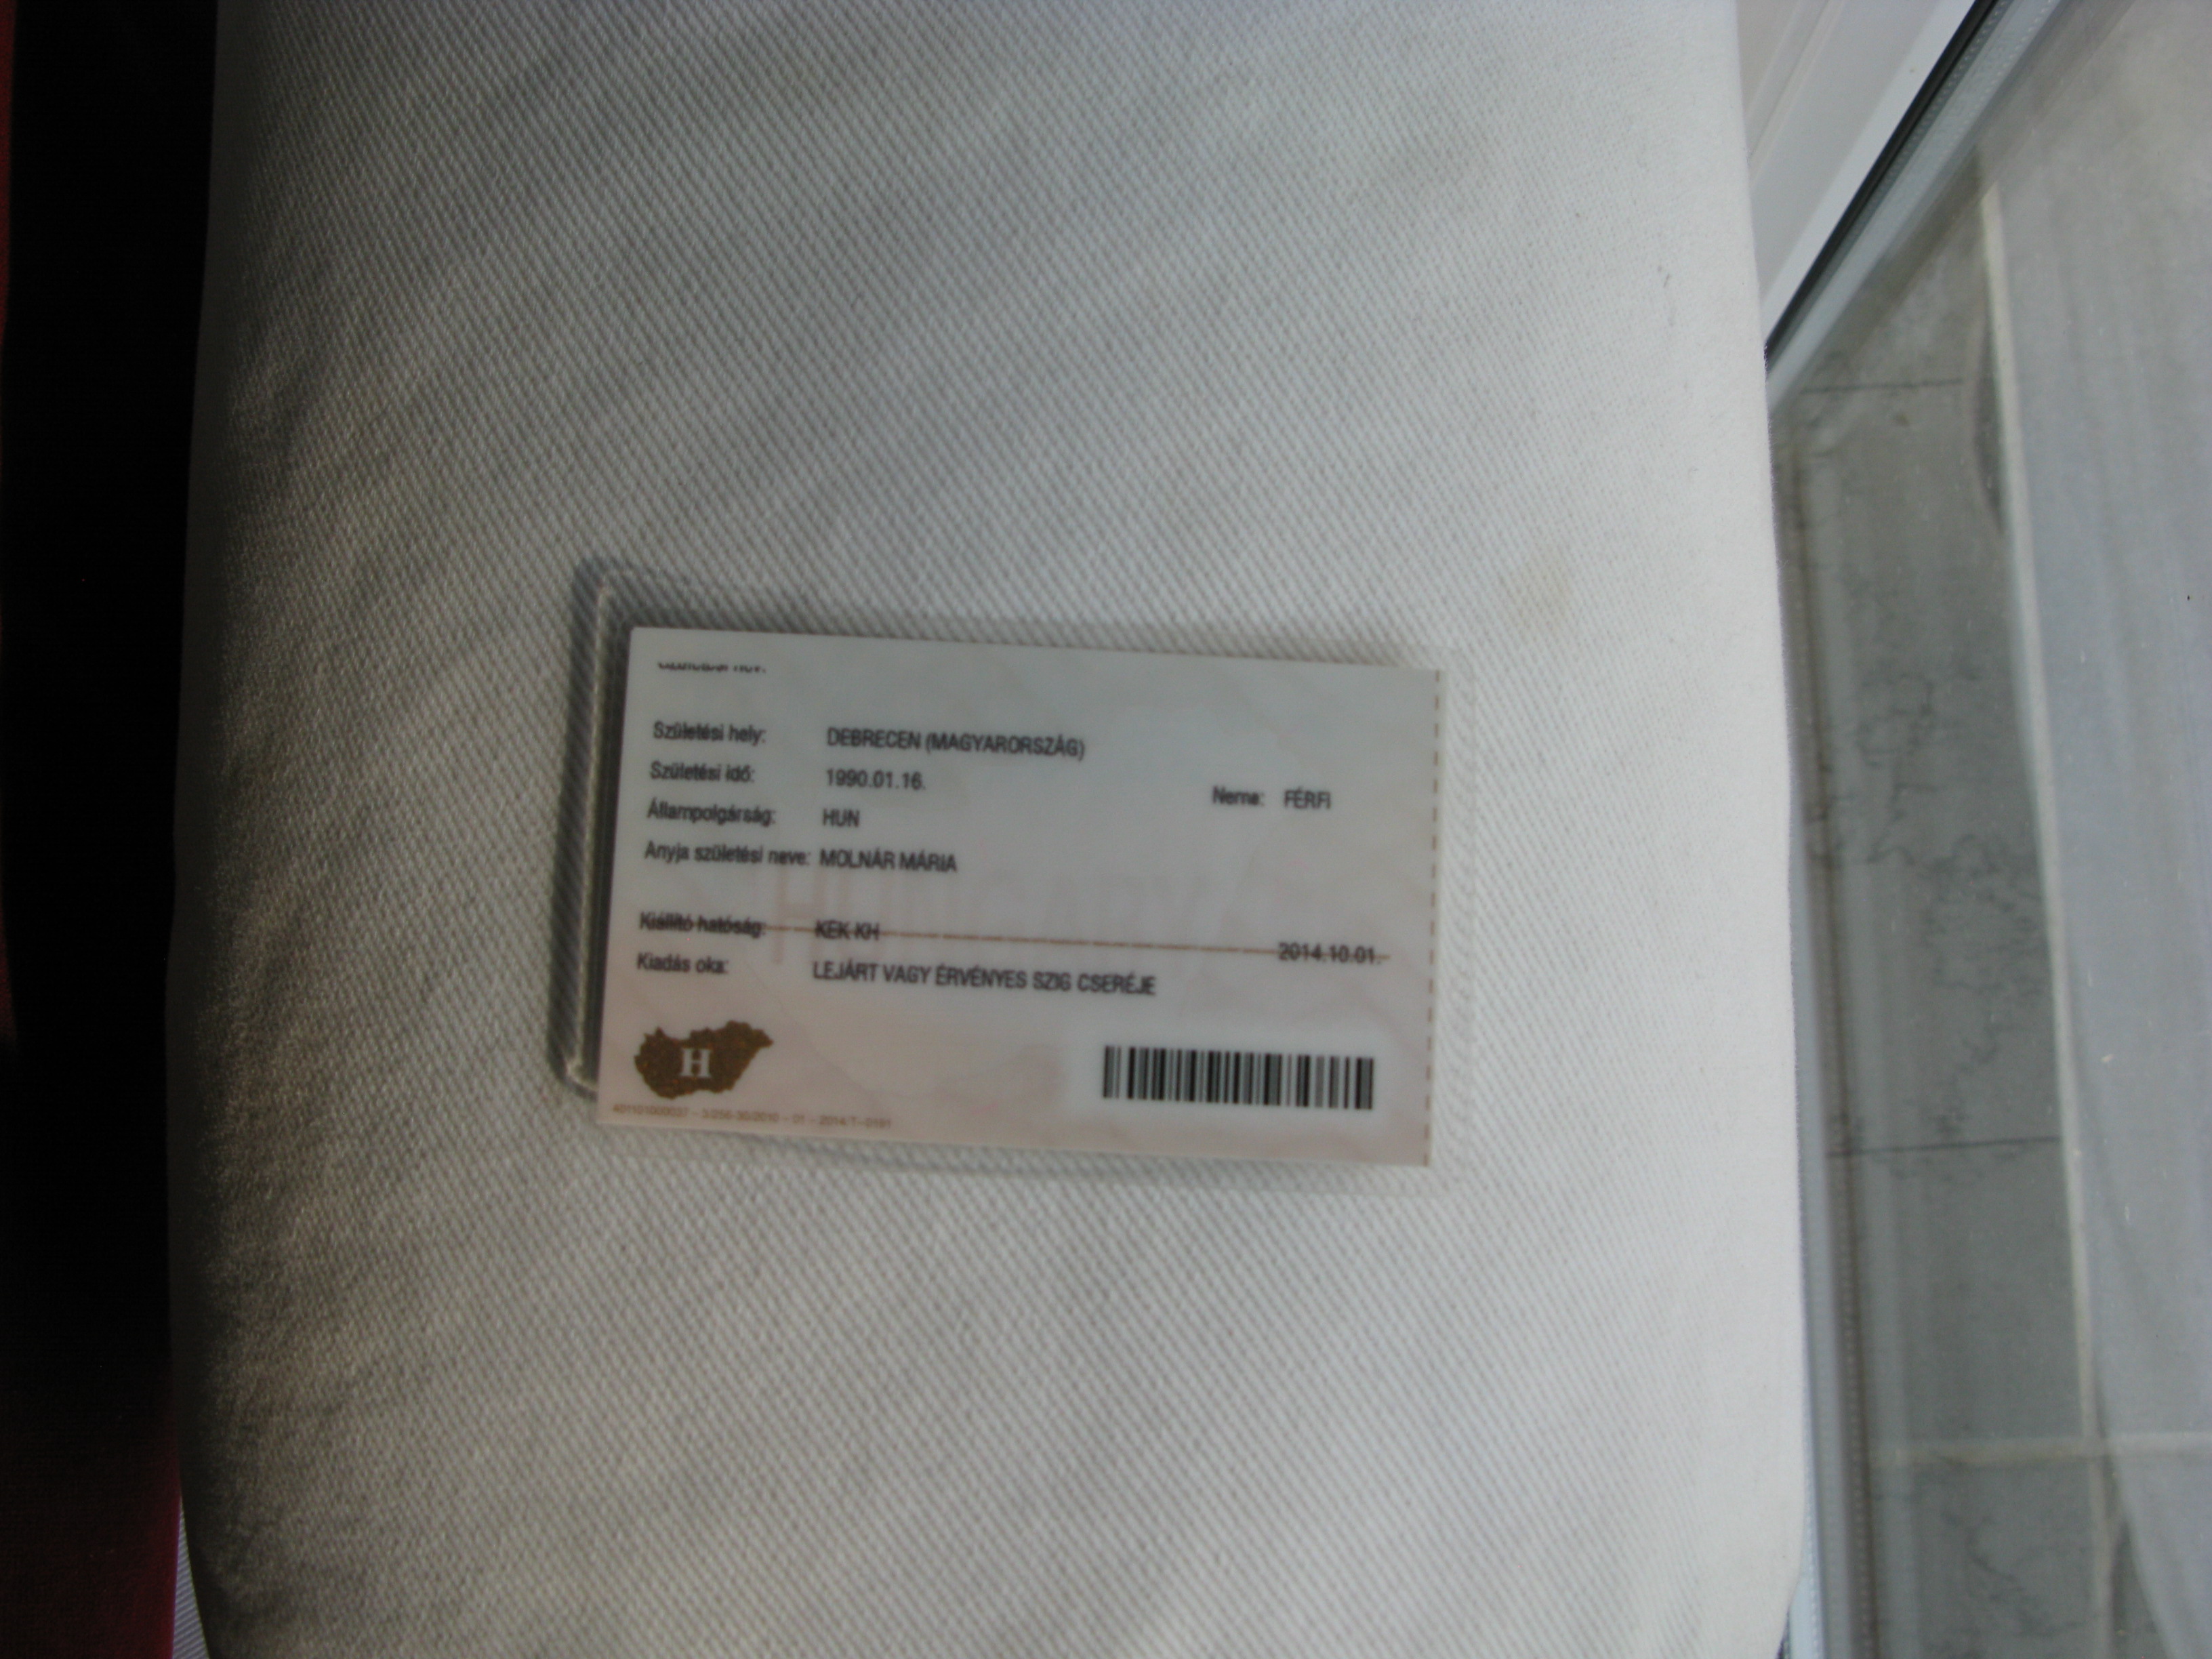 Születési hely: DEBRECEN (MAGYARORSZÁG)
Születési idő: 1990.01.16.
Neme: FÉRFI
Állampolgárság: HUN
Anyja születési neve: MOLNÁR MÁRIA
HUNGARY
Kiállító hatóság: KEK KH 2014.10.01.
Kiadás oka: LEJÁRT VAGY ÉRVÉNYES SZIG CSERÉJE
H